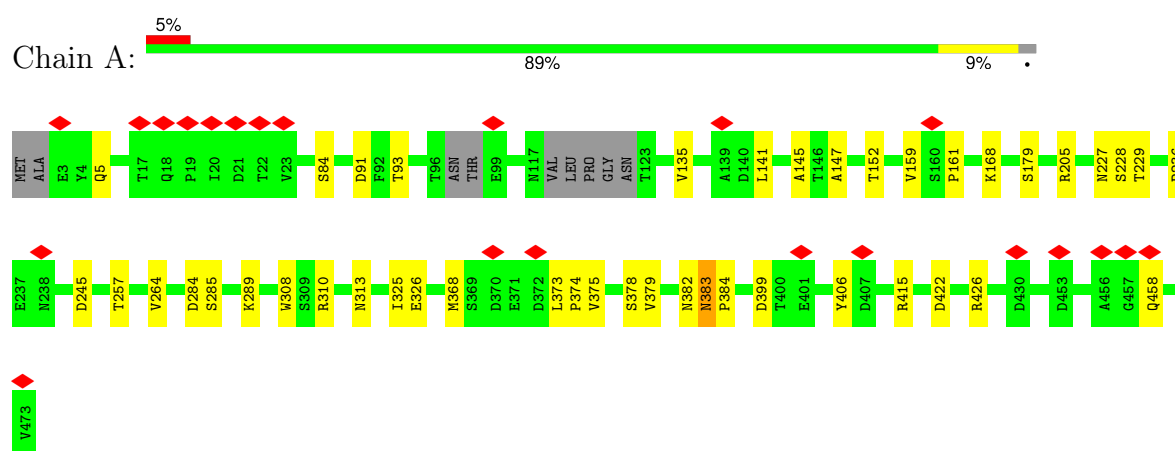 5%
Chain A:
89% 9% •
MET ALA E3 Y4 Q5 T17 Q18 P19 I20 D21 T22 V23 S84 D91 F92 T93 T96 ASN THR E99 N117 VAL LEU PRO GLY ASN T123 V135 A139 D140 L141 A145 T146 A147 T152 V159 S160 P161 K168 S179 R205 N227 S228 T229
E237 N238 D245 T257 V264 D284 S285 K289 W308 S309 R310 N313 I325 E326 M368 S369 D370 E371 D372 L373 P374 V375 S378 V379 N382 N383 P384 D399 T400 E401 Y406 D407 R415 D422 R426 D430 D453 A456 G457 Q458
V473